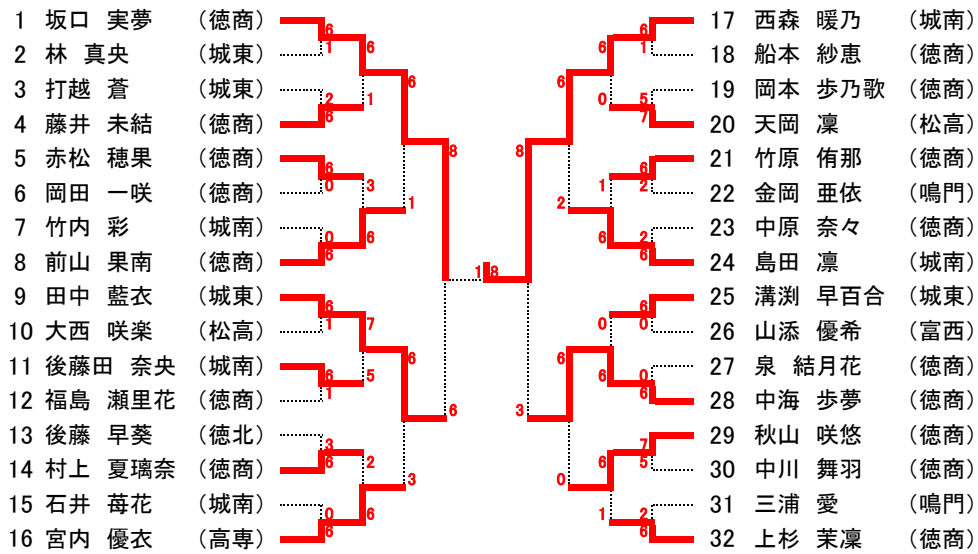 1 坂口 実夢 （徳商）
2 林 真央 （城東）
3 打越 蒼 （城東）
4 藤井 未結 （徳商）
5 赤松 穂果 （徳商）
6 岡田 一咲 （徳商）
7 竹内 彩 （城南）
8 前山 果南 （徳商）
9 田中 藍衣 （城東）
10 大西 咲楽 （松高）
11 後藤田 奈央 （城南）
12 福島 瀬里花 （徳商）
13 後藤 早葵 （徳北）
14 村上 夏璃奈 （徳商）
15 石井 苺花 （城南）
16 宮内 優衣 （高専）
6
1
2
6
6
0
0
6
6
1
6
1
3
6
0
6
6
1
3
6
7
5
2
6
6
1
6
3
8
6
1
8
8
3
6
2
6
0
6
0
1
6
0
6
6
1
6
1
5
7
6
2
2
6
6
0
0
6
7
5
2
6
17 西森 暖乃 （城南）
18 船本 紗恵 （徳商）
19 岡本 歩乃歌 （徳商）
20 天岡 凜 （松高）
21 竹原 侑那 （徳商）
22 金岡 亜依 （鳴門）
23 中原 奈々 （徳商）
24 島田 凛 （城南）
25 溝渕 早百合 （城東）
26 山添 優希 （富西）
27 泉 結月花 （徳商）
28 中海 歩夢 （徳商）
29 秋山 咲悠 （徳商）
30 中川 舞羽 （徳商）
31 三浦 愛 （鳴門）
32 上杉 茉凜 （徳商）